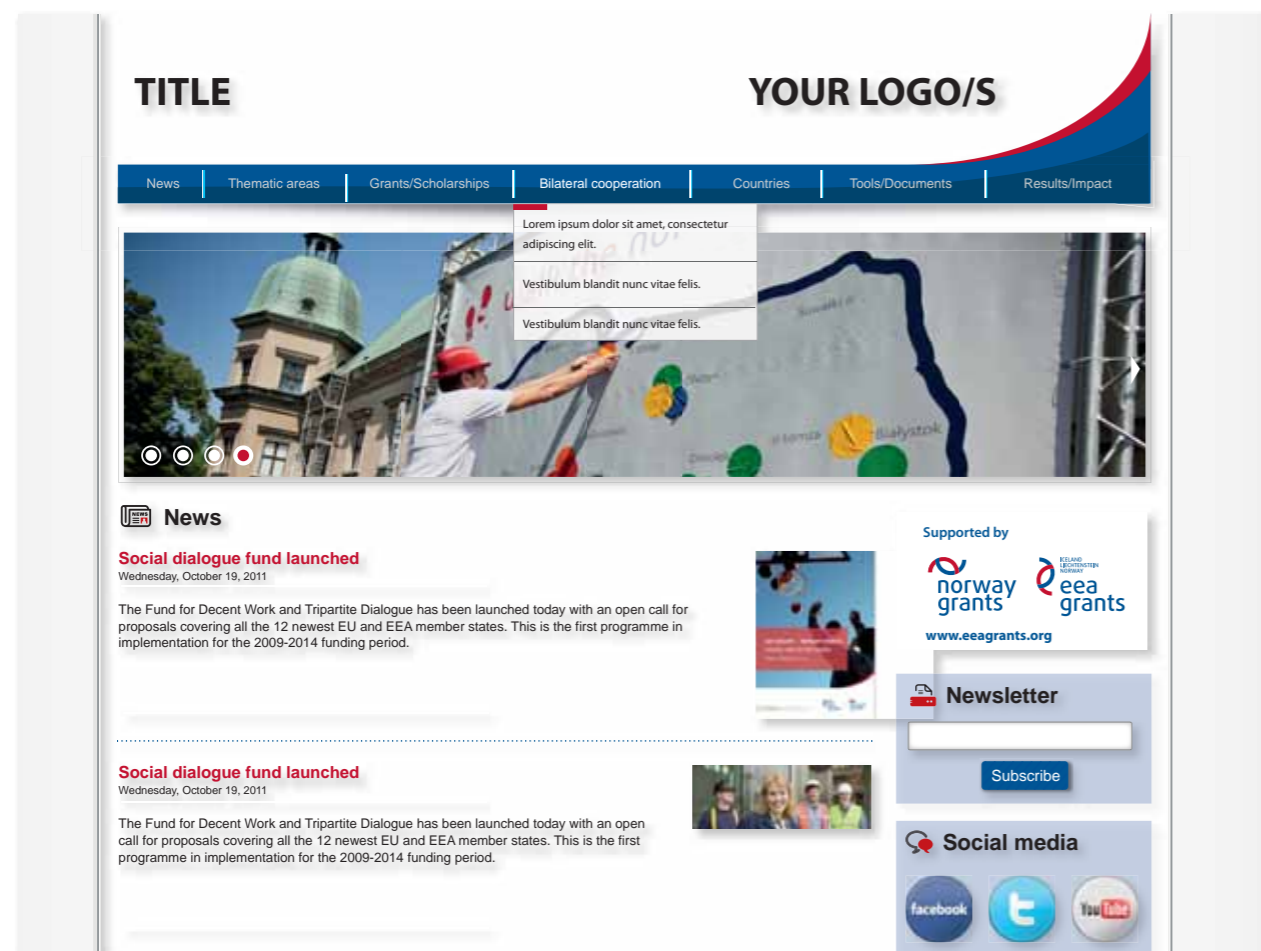 TITLE
YOUR LOGO/S
News
Thematic areas
Grants/Scholarships
Bilateral cooperation
Countries
Tools/Documents
Results/Impact
Lorem ipsum dolor sit amet, consectetur
adipiscing elit.
Vestibulum blandit nunc vitae felis.
Vestibulum blandit nunc vitae felis.
the
Suwałki
Białystok
NEWS
News
Social dialogue fund launched
Wednesday, October 19, 2011
The Fund for Decent Work and Tripartite Dialogue has been launched today with an open call for
proposals covering all the 12 newest EU and EEA member states. This is the first programme in
implementation for the 2009-2014 funding period.
Social dialogue fund launched
Wednesday, October 19, 2011
The Fund for Decent Work and Tripartite Dialogue has been launched today with an open
call for proposals covering all the 12 newest EU and EEA member states. This is the first
programme in implementation for the 2009-2014 funding period.
Supported by
norway
grants
ICELAND
LIECHTENSTEIN
NORWAY
eea
grants
www.eeagrants.org
Newsletter
Subscribe
Social media
facebook
t
YouTube